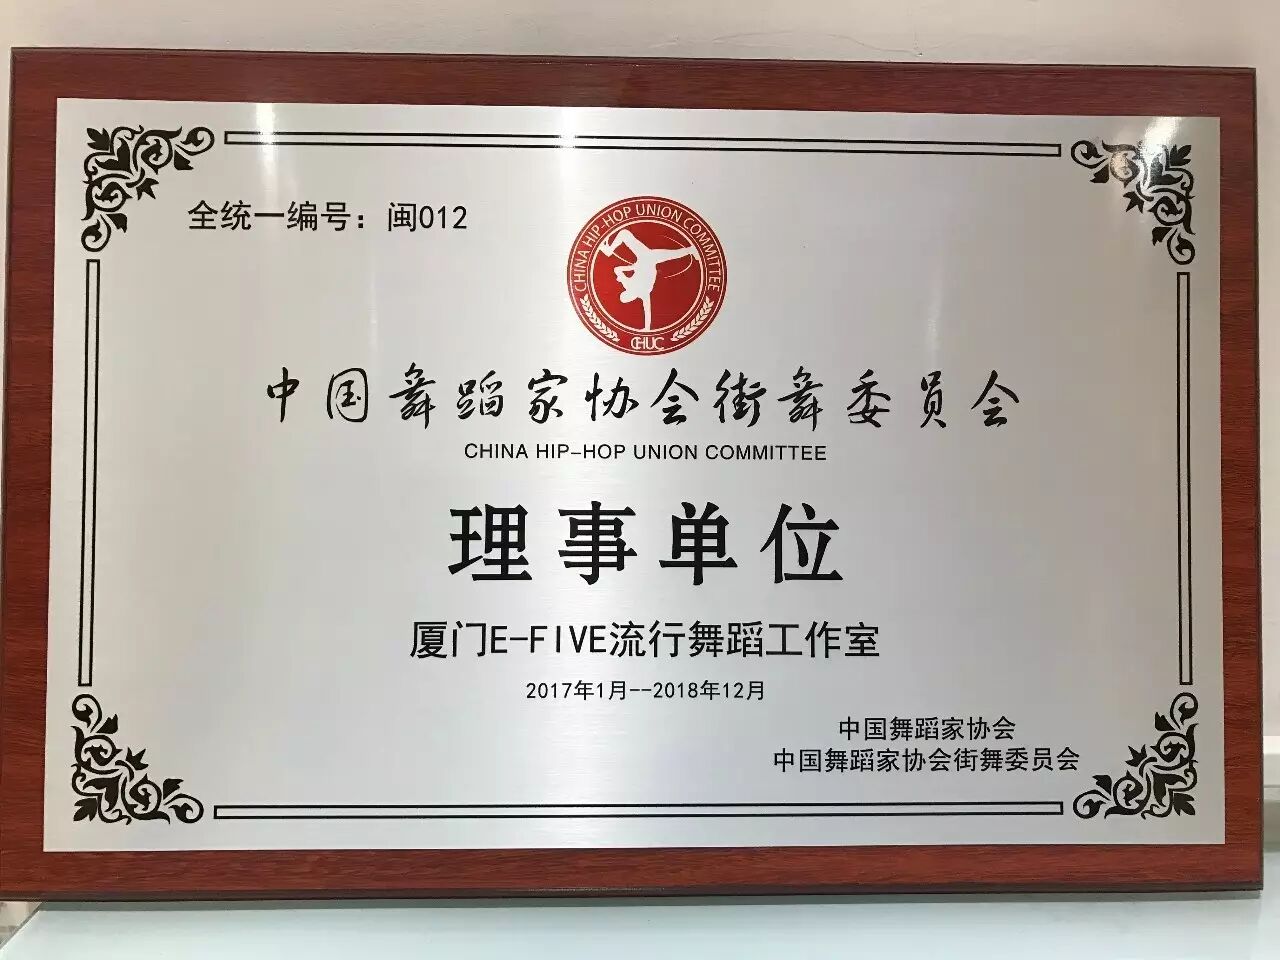 全统一编号：闽012
CHINA HIP-HOP UNION COMMITTEE
CHUC
中国舞蹈家协会街舞委员会
CHINA HIP-HOP UNION COMMITTEE
理事单位
厦门E-FIVE流行舞蹈工作室
2017年1月--2018年12月
中国舞蹈家协会
中国舞蹈家协会街舞委员会